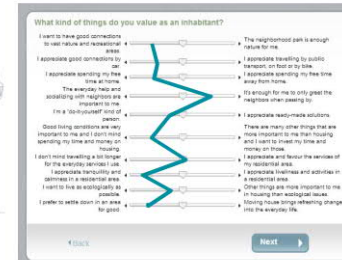 What kind of things do you value as an inhabitant?
I want to have good connections
to vast nature and recreational
areas.
The neighborhood park is enough
nature for me.
I appreciate good connections by
car.
I appreciate travelling by public
transport, on foot or by bike.
I appreciate spending my free
time at home.
I appreciate spending my free time
away from home.
The everyday help and
socializing with neighbors are
important to me.
It's enough for me to only greet the
neighbors when passing by.
I'm a "do-it-yourself" kind of
person.
I appreciate ready-made solutions.
Good living conditions are very
important to me and I don't mind
spending my time and money on
housing.
There are many other things that are
more important to me than housing
and I want to invest my time and
money on those.
I don't mind travelling a bit longer
for the everyday services I use.
I appreciate and favour the services of
my residential area.
I appreciate tranquility and
calmness in a residential area.
I appreciate liveliness and activities in
a residential area.
I want to live as ecologically as
possible.
Other things are more important to me
in housing than ecological issues.
I prefer to settle down in an area
for good.
Moving house brings refreshing change
into the everyday life.
Back
Next